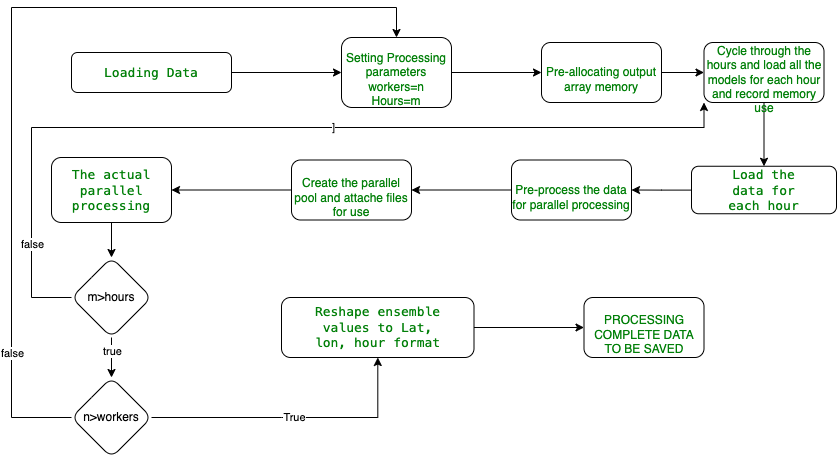 Loading Data
Setting Processing
parameters
workers=n
Hours=m
Pre-allocating output
array memory
Cycle through the
hours and load all the
models for each hour
and record memory
use
]
The actual
parallel
processing
Create the parallel
pool and attache files
for use
Pre-process the data
for parallel processing
Load the
data for
each hour
false
m>hours
true
false
n>workers
True
Reshape ensemble
values to Lat,
lon, hour format
PROCESSING
COMPLETE DATA
TO BE SAVED